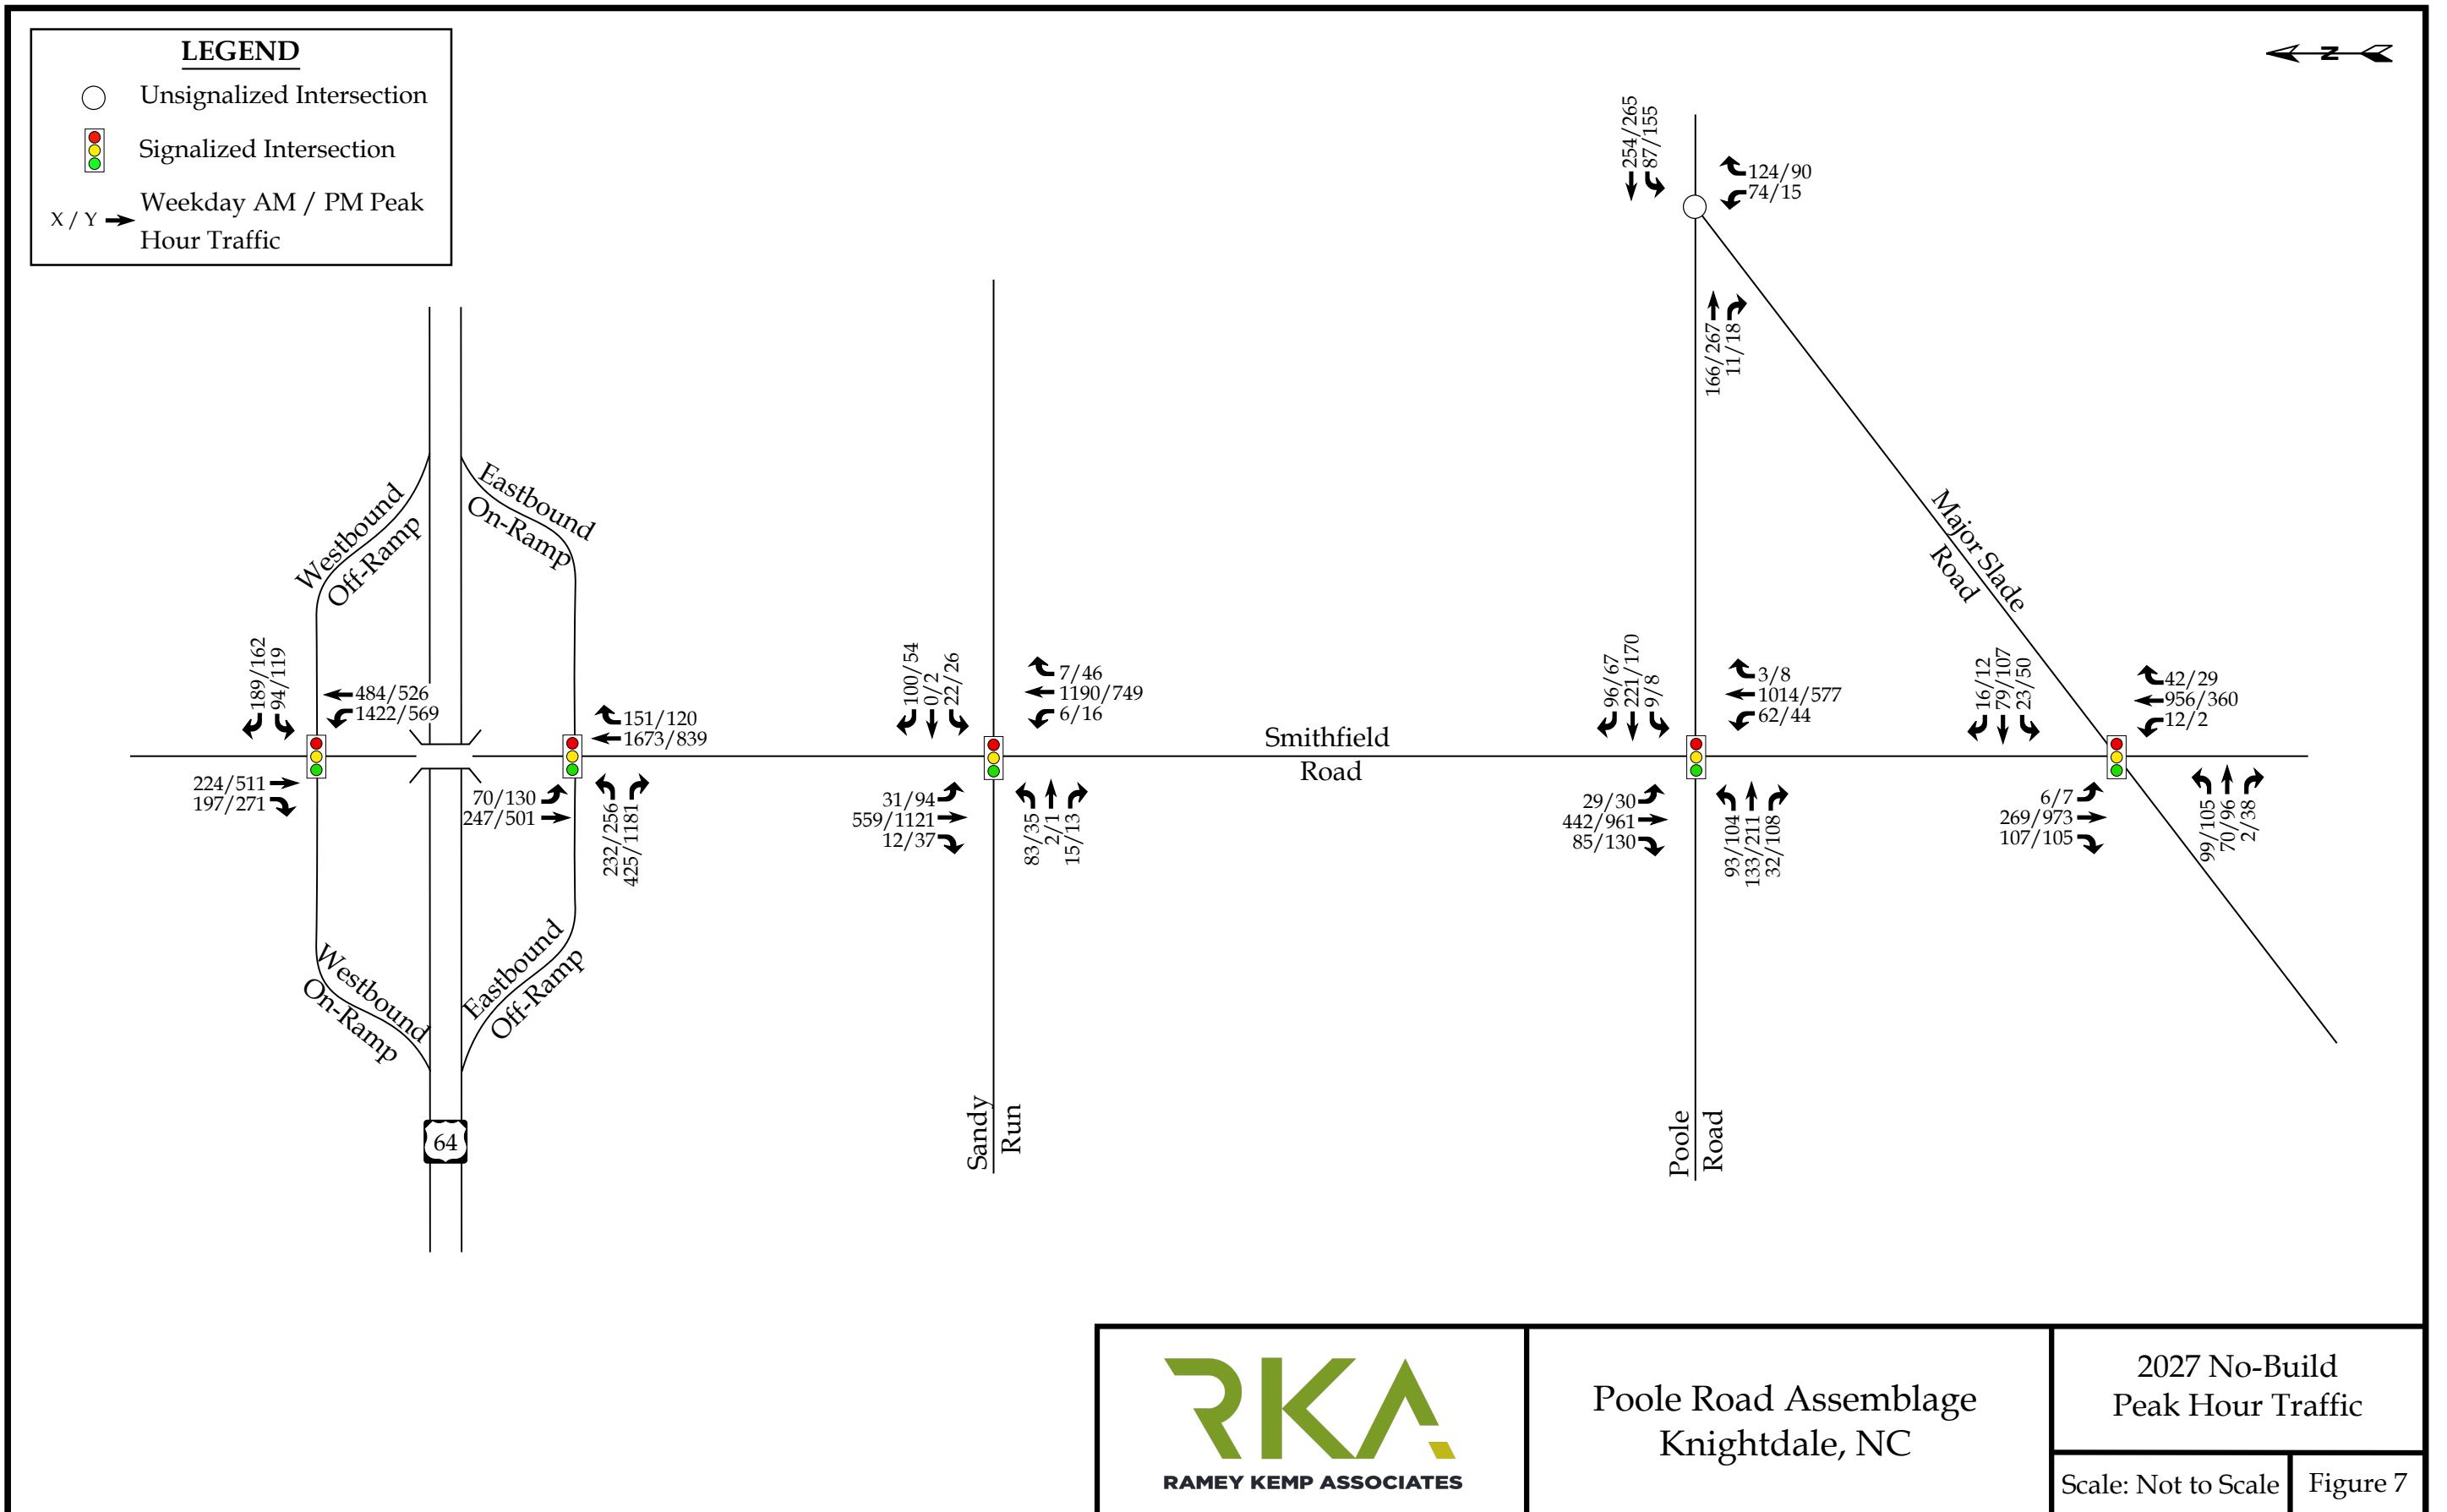 LEGEND
Unsignalized Intersection
Signalized Intersection
X / Y
Weekday AM / PM Peak
Hour Traffic
N
254/265
87/155
124/90
74/15
166/267
11/18
Major Slade
Road
Westbound
Off-Ramp
Eastbound
On-Ramp
189/162
94/119
484/526
1422/569
224/511
197/271
151/120
1673/839
70/130
247/501
232/256
425/1181
100/54
0/2
22/26
7/46
1190/749
6/16
31/94
559/1121
12/37
83/35
2/1
15/13
Smithfield
Road
96/67
221/170
9/8
3/8
1014/577
62/44
29/30
442/961
85/130
93/104
133/211
32/108
16/12
79/107
23/50
42/29
956/360
12/2
6/7
269/973
107/105
99/105
70/96
2/38
Westbound
On-Ramp
Eastbound
Off-Ramp
64
Sandy
Run
Poole
Road
RKA
RAMEY KEMP ASSOCIATES
Poole Road Assemblage
Knightdale, NC
2027 No-Build
Peak Hour Traffic
Scale: Not to Scale
Figure 7